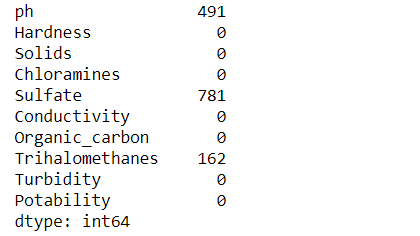 ph 491
Hardness 0
Solids 0
Chloramines 0
Sulfate 781
Conductivity 0
Organic_carbon 0
Trihalomethanes 162
Turbidity 0
Potability 0
dtype: int64